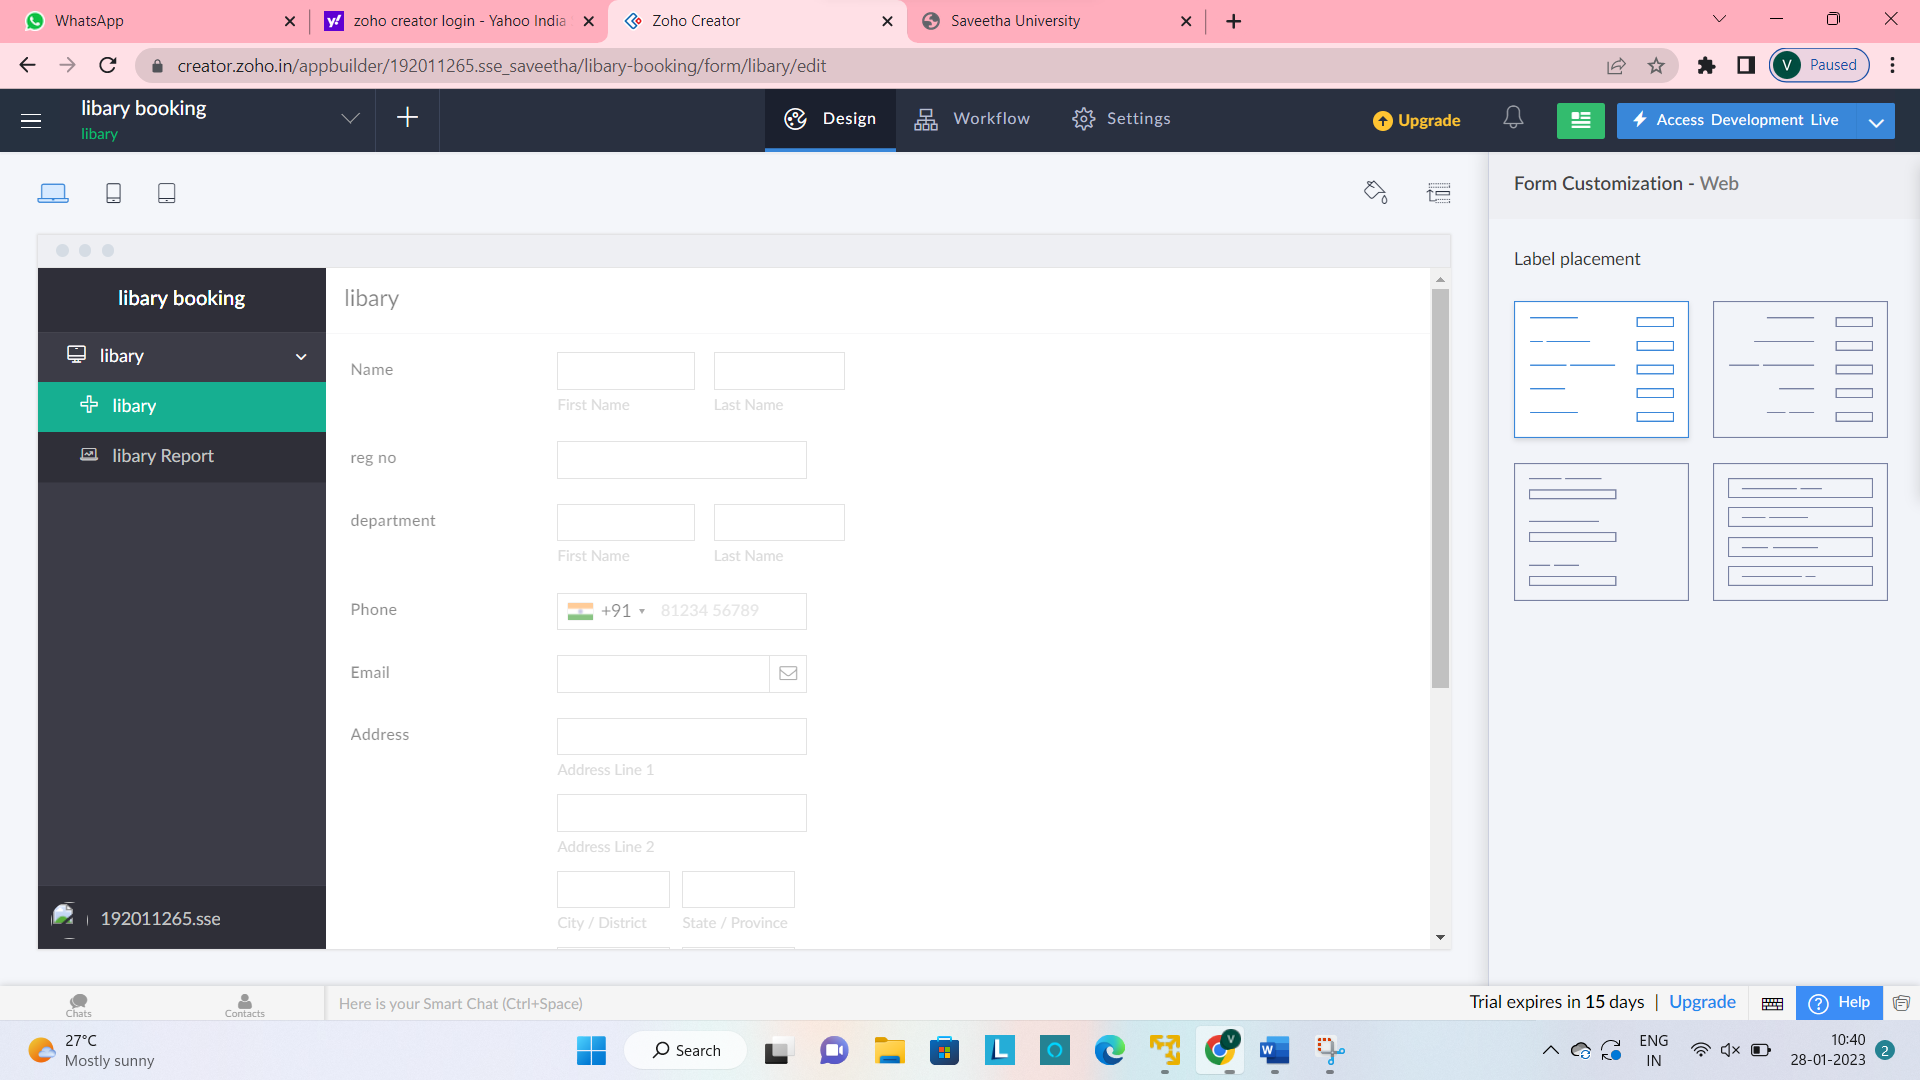 WhatsApp
zoho creator login - Yahoo India
Zoho Creator
Saveetha University
creator.zoho.in/appbuilder/192011265.sse_saveetha/libary-booking/form/libary/edit
V Paused
libary booking
libary
Design
Workflow
Settings
Upgrade
Access Development Live
Form Customization - Web
Label placement
libary booking
libary
libary
libary Report
192011265.sse
libary
Name
First Name
Last Name
reg no
department
First Name
Last Name
Phone
+91
81234 56789
Email
Address
Address Line 1
Address Line 2
City / District
State / Province
Chats
Contacts
Here is your Smart Chat (Ctrl+Space)
Trial expires in 15 days | Upgrade
Help
27°C
Mostly sunny
Search
ENG
IN
10:40
28-01-2023
2